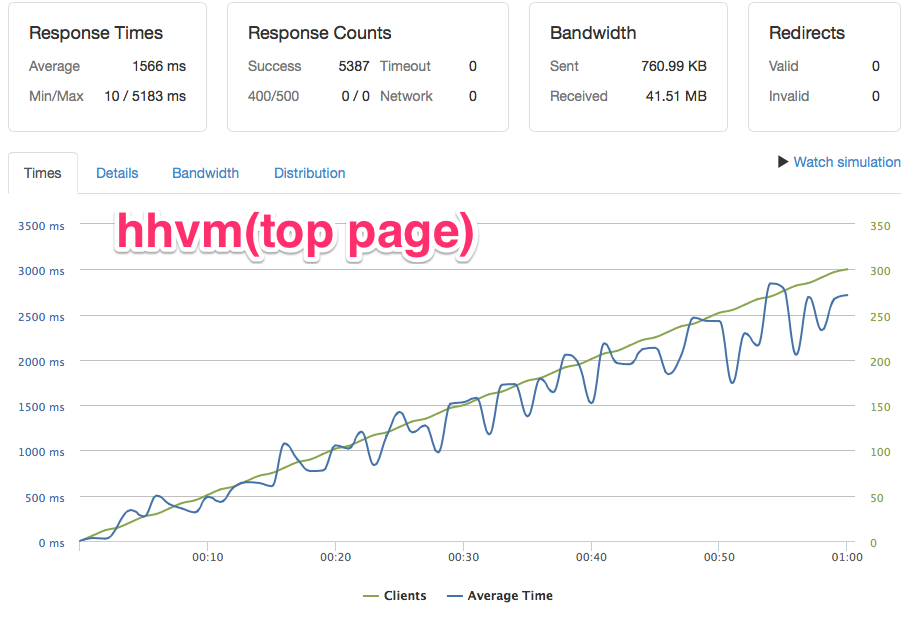 Response Times
Average 1566 ms
Min/Max 10 / 5183 ms
Response Counts
Success 5387 Timeout 0
400/500 0 / 0 Network 0
Bandwidth
Sent 760.99 KB
Received 41.51 MB
Redirects
Valid 0
Invalid 0
Times Details Bandwidth Distribution
Watch simulation
hhvm(top page)
3500 ms 350
3000 ms 300
2500 ms 250
2000 ms 200
1500 ms 150
1000 ms 100
500 ms 50
0 ms 0
00:10 00:20 00:30 00:40 00:50 01:00
Clients Average Time